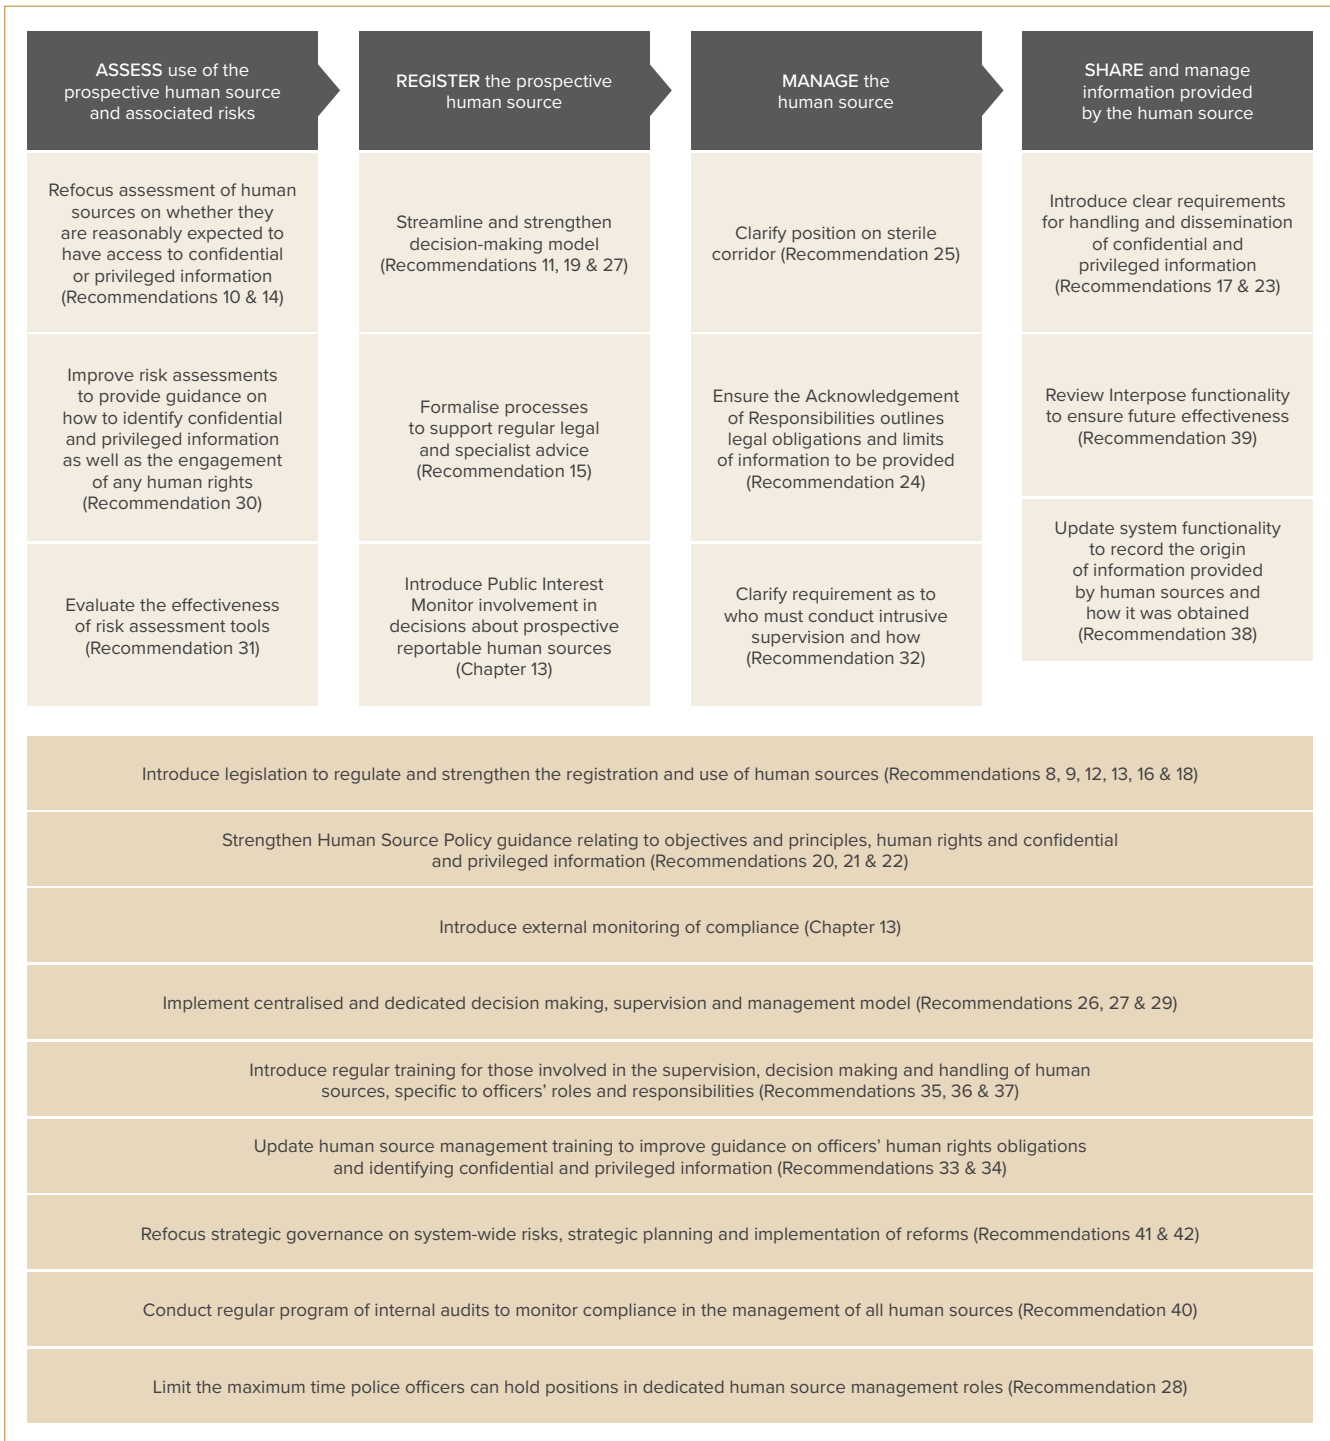 ASSESS use of the
prospective human source
and associated risks
REGISTER the prospective
human source
MANAGE the
human source
SHARE and manage
information provided
by the human source
Refocus assessment of human
sources on whether they
are reasonably expected to
have access to confidential
or privileged information
(Recommendations 10 & 14)
Improve risk assessments
to provide guidance on
how to identify confidential
and privileged information
as well as the engagement
of any human rights
(Recommendation 30)
Evaluate the effectiveness
of risk assessment tools
(Recommendation 31)
Streamline and strengthen
decision-making model
(Recommendations 11, 19 & 27)
Formalise processes
to support regular legal
and specialist advice
(Recommendation 15)
Introduce Public Interest
Monitor involvement in
decisions about prospective
reportable human sources
(Chapter 13)
Clarify position on sterile
corridor (Recommendation 25)
Ensure the Acknowledgement
of Responsibilities outlines
legal obligations and limits
of information to be provided
(Recommendation 24)
Clarify requirement as to
who must conduct intrusive
supervision and how
(Recommendation 32)
Introduce clear requirements
for handling and dissemination
of confidential and
privileged information
(Recommendations 17 & 23)
Review Interpose functionality
to ensure future effectiveness
(Recommendation 39)
Update system functionality
to record the origin
of information provided
by human sources and
how it was obtained
(Recommendation 38)
Introduce legislation to regulate and strengthen the registration and use of human sources (Recommendations 8, 9, 12, 13, 16 & 18)
Strengthen Human Source Policy guidance relating to objectives and principles, human rights and confidential
and privileged information (Recommendations 20, 21 & 22)
Introduce external monitoring of compliance (Chapter 13)
Implement centralised and dedicated decision making, supervision and management model (Recommendations 26, 27 & 29)
Introduce regular training for those involved in the supervision, decision making and handling of human
sources, specific to officers’ roles and responsibilities (Recommendations 35, 36 & 37)
Update human source management training to improve guidance on officers’ human rights obligations
and identifying confidential and privileged information (Recommendations 33 & 34)
Refocus strategic governance on system-wide risks, strategic planning and implementation of reforms (Recommendations 41 & 42)
Conduct regular program of internal audits to monitor compliance in the management of all human sources (Recommendation 40)
Limit the maximum time police officers can hold positions in dedicated human source management roles (Recommendation 28)